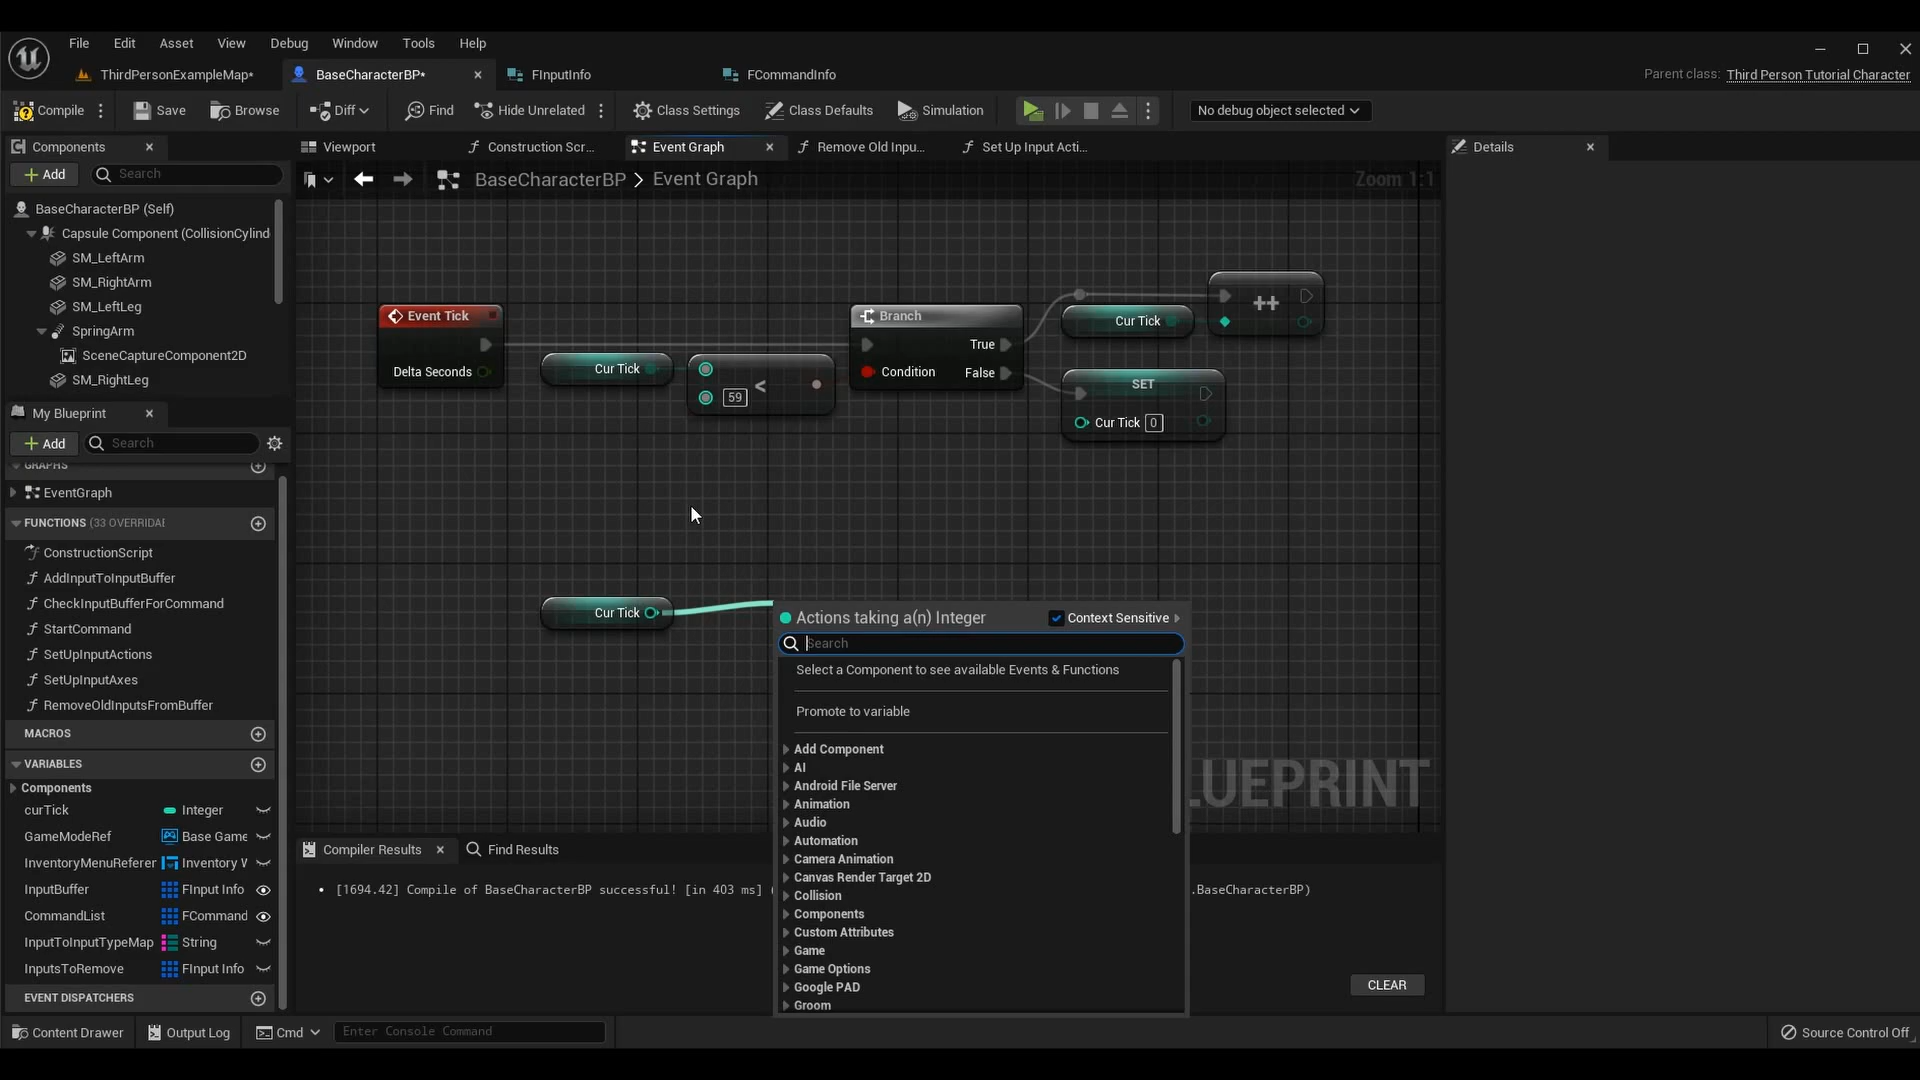 File Edit Asset View Debug Window Tools Help
ThirdPersonExampleMap* BaseCharacterBP* FInputInfo FCommandInfo
Parent class: Third Person Tutorial Character
Compile Save Browse Diff Find Hide Unrelated Class Settings Class Defaults Simulation No debug object selected
Components Viewport Construction Scr... Event Graph Remove Old Inpu... Set Up Input Acti... Details
Add Search
BaseCharacterBP > Event Graph Zoom 1:1
BaseCharacterBP (Self)
Capsule Component (CollisionCylind
SM_LeftArm
SM_RightArm
SM_LeftLeg
SpringArm
SceneCaptureComponent2D
SM_RightLeg
Event Tick
Delta Seconds
Cur Tick
59 <
Branch
True
Condition False
Cur Tick
++
SET
Cur Tick 0
My Blueprint
Add Search
GRAPHS
EventGraph
FUNCTIONS (33 OVERRIDAE
ConstructionScript
AddInputToInputBuffer
CheckInputBufferForCommand
StartCommand
SetUpInputActions
SetUpInputAxes
RemoveOldInputsFromBuffer
MACROS
VARIABLES
Components
curTick Integer
GameModeRef Base Game
InventoryMenuReferer Inventory W
InputBuffer FInput Info
CommandList FCommand
InputToInputTypeMap String
InputsToRemove FInput Info
EVENT DISPATCHERS
Cur Tick
Actions taking a(n) Integer Context Sensitive
Search
Select a Component to see available Events & Functions
Promote to variable
Add Component
AI
Android File Server
Animation
Audio
Automation
Camera Animation
Canvas Render Target 2D
Collision
Components
Custom Attributes
Game
Game Options
Google PAD
Groom
LUEPRINT
Compiler Results Find Results
• [1694.42] Compile of BaseCharacterBP successful! [in 403 ms] ( .BaseCharacterBP)
CLEAR
Content Drawer Output Log Cmd Enter Console Command Source Control Off